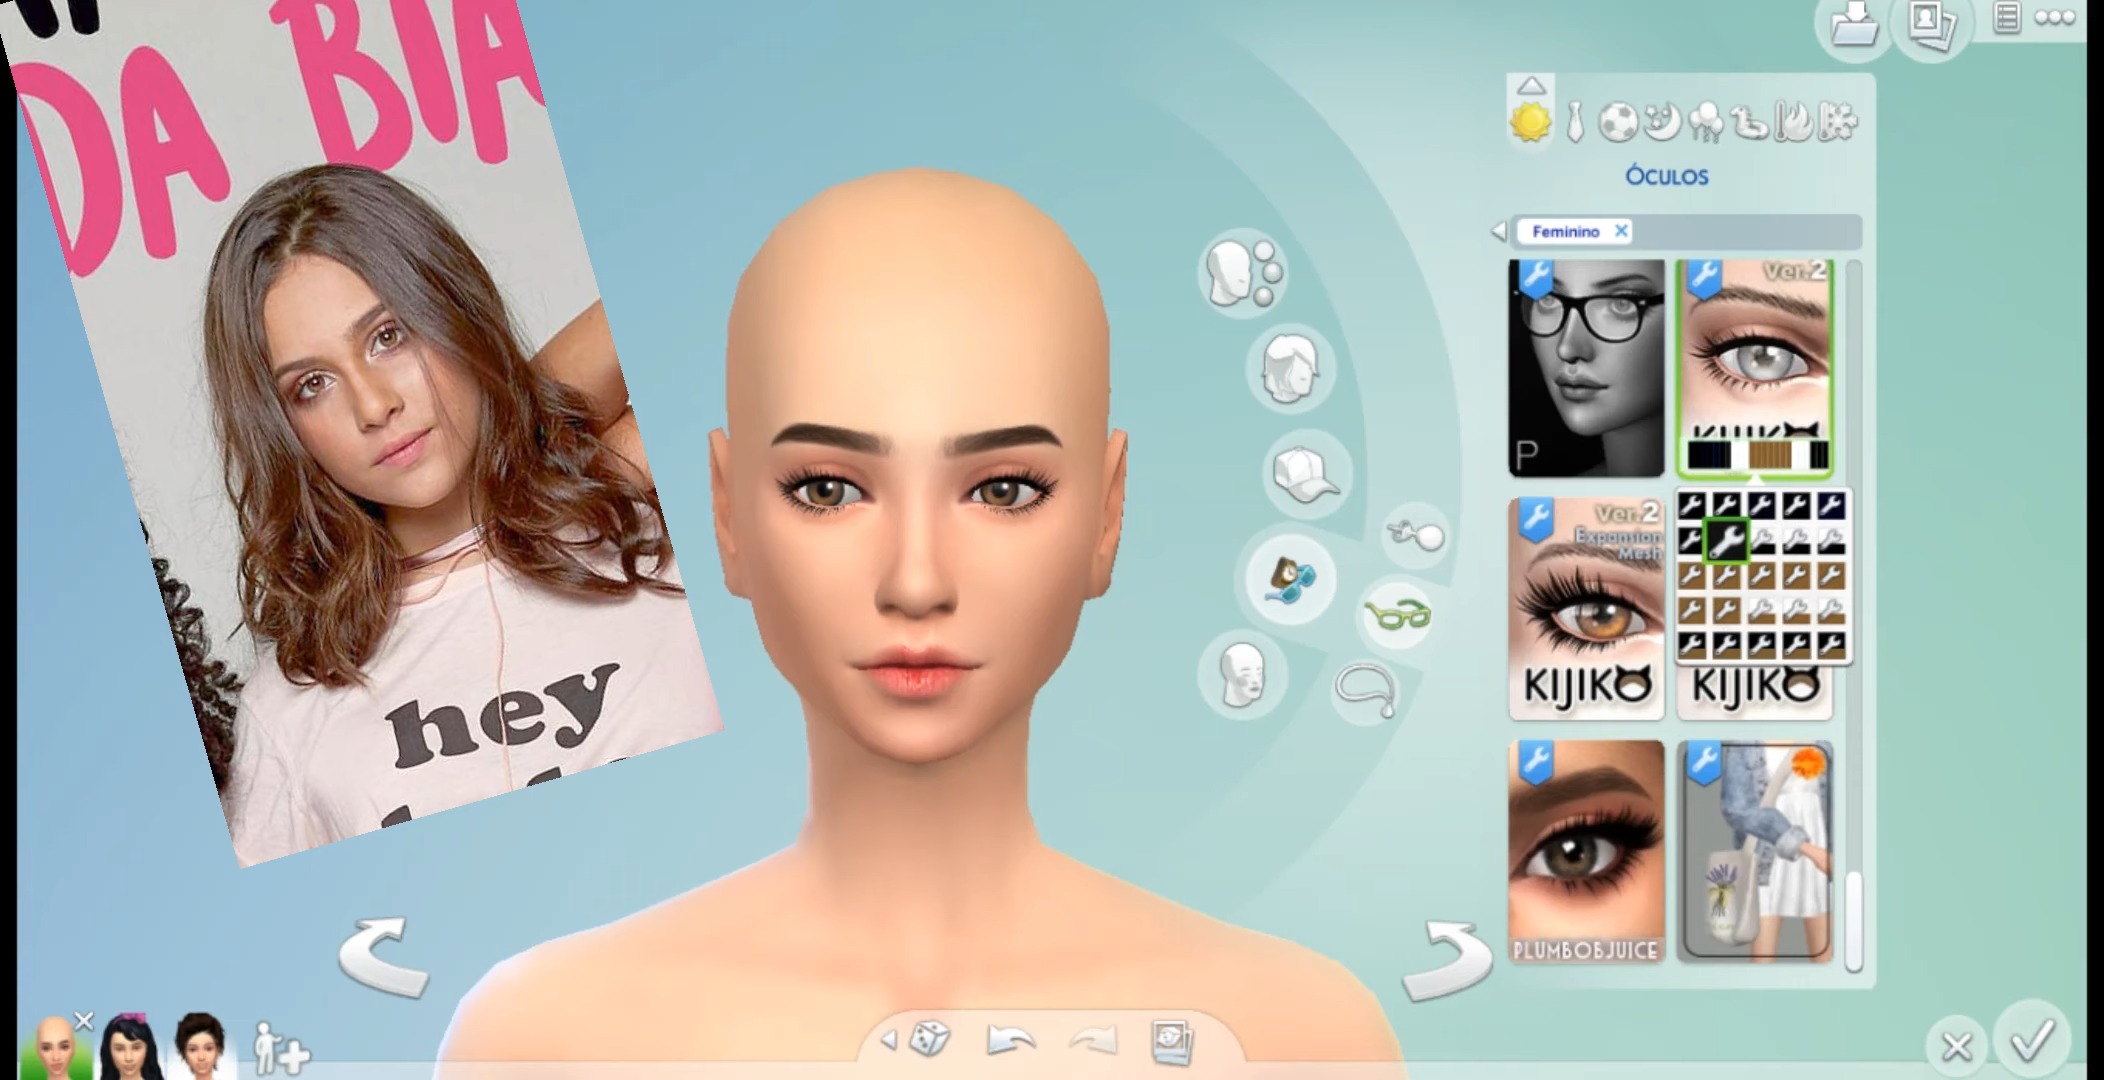 DA BIA
hey
ÓCULOS
Feminino
Ver.2
P
Ver.2
Expansion
Mesh
KIJIKO
KIJIKO
PLUMBOBJUICE